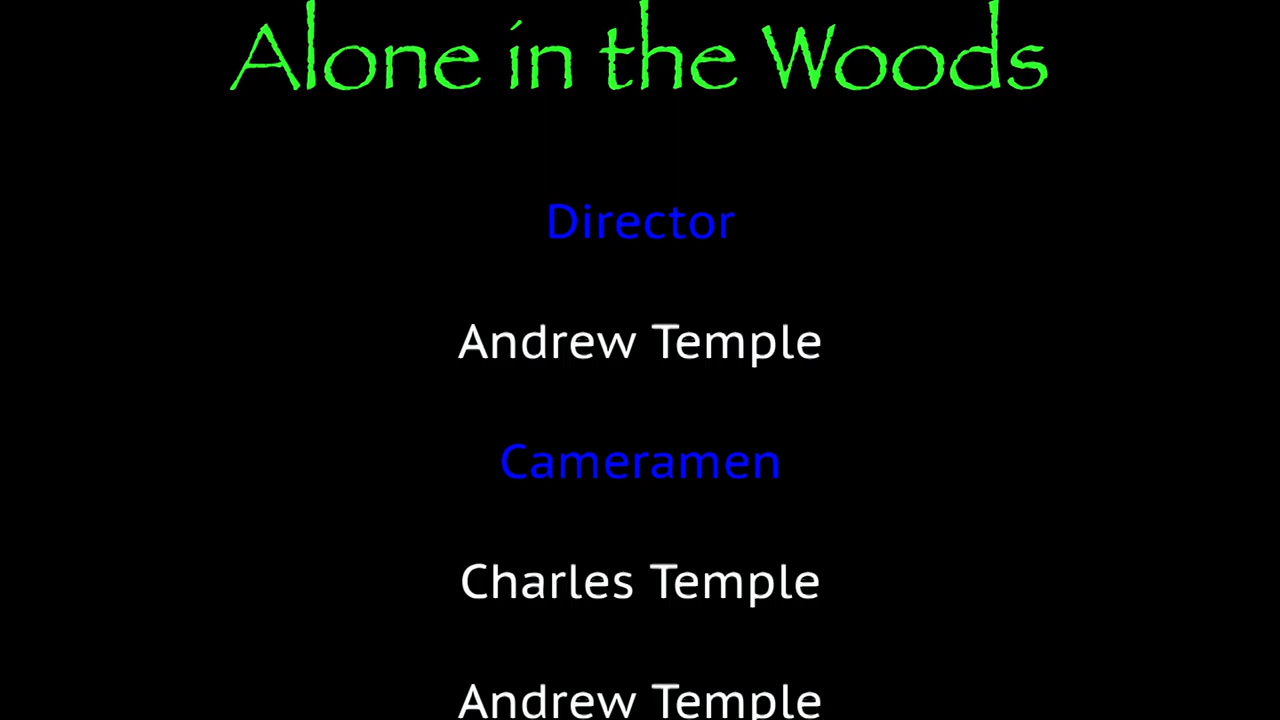 Alone in the Woods
Director
Andrew Temple
Cameramen
Charles Temple
Andrew Temple